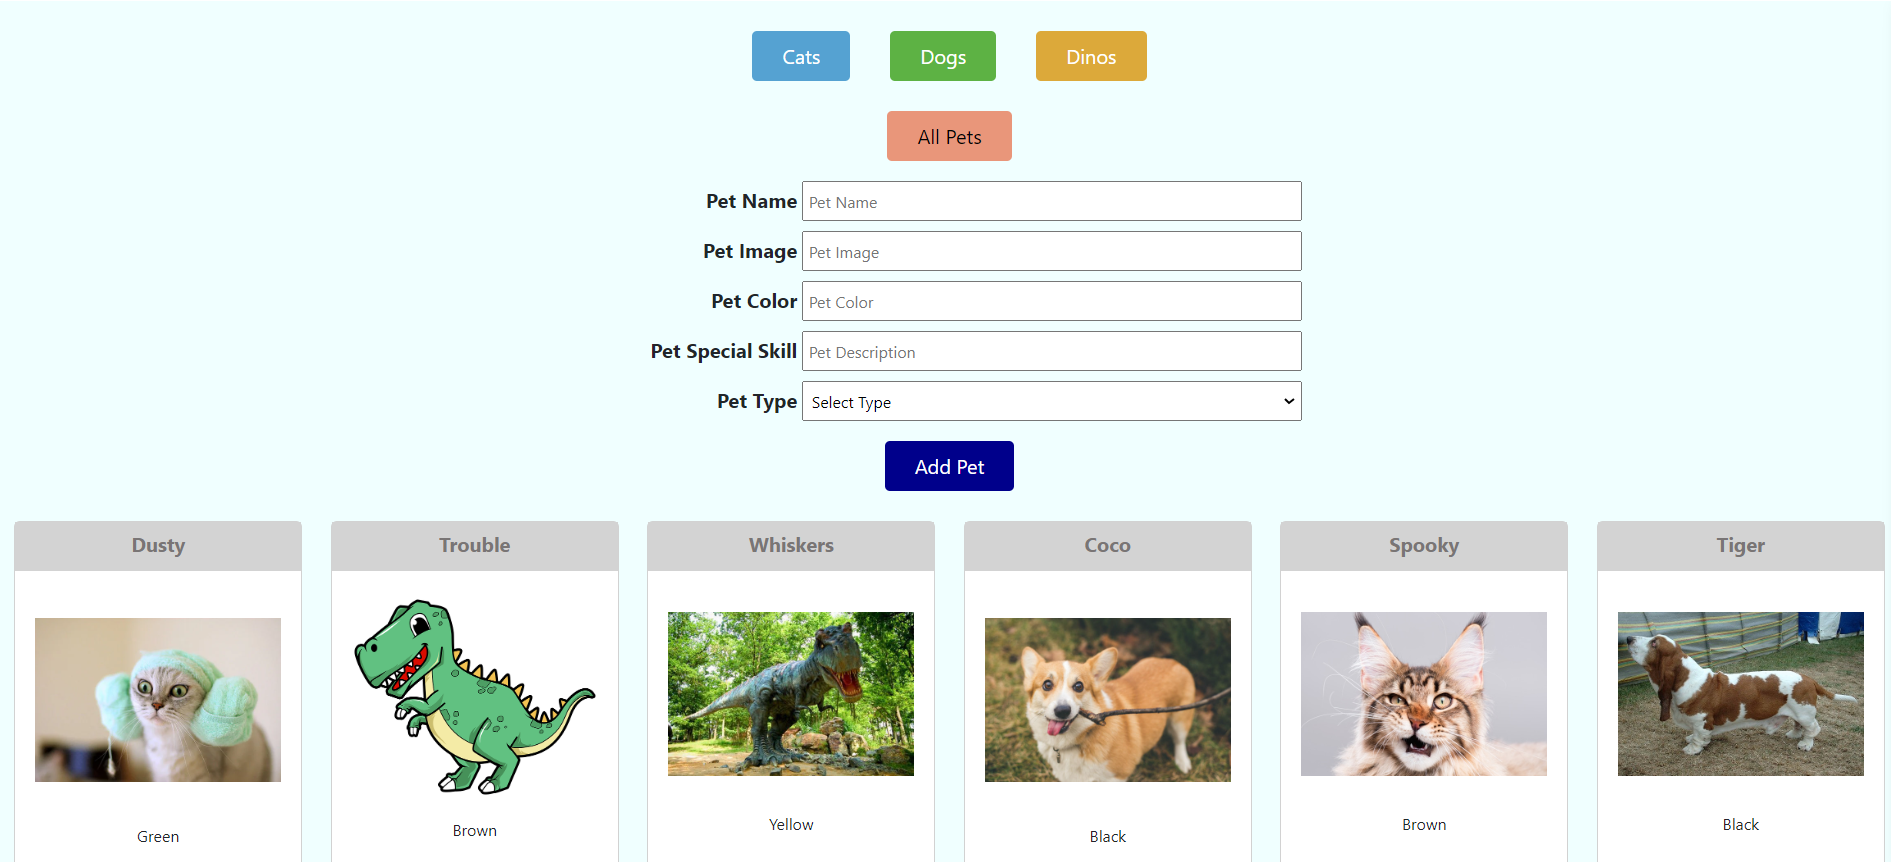 Cats
Dogs
Dinos
All Pets
Pet Name
Pet Name
Pet Image
Pet Image
Pet Color
Pet Color
Pet Special Skill
Pet Description
Pet Type
Select Type
Add Pet
Dusty
Green
Trouble
Brown
Whiskers
Yellow
Coco
Black
Spooky
Brown
Tiger
Black